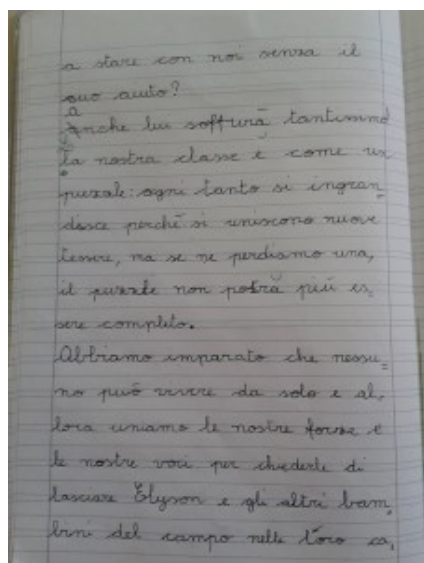 a stare con noi senza il
suo aiuto?
Anche lui soffrirà tantissimo
La nostra classe è come un
puzzle: ogni tanto si ingran
disce perchè si uniscono nuove
tessere, ma se ne perdiamo una,
il puzzle non potrà più es
sere completo.
Abbiamo imparato che nessu=
no può vivere da solo e al,
lora uniamo le nostre forze e
le nostre voci per chiederle di
lasciare Elyson e gli altri bam
bini del campo nelle loro ca,